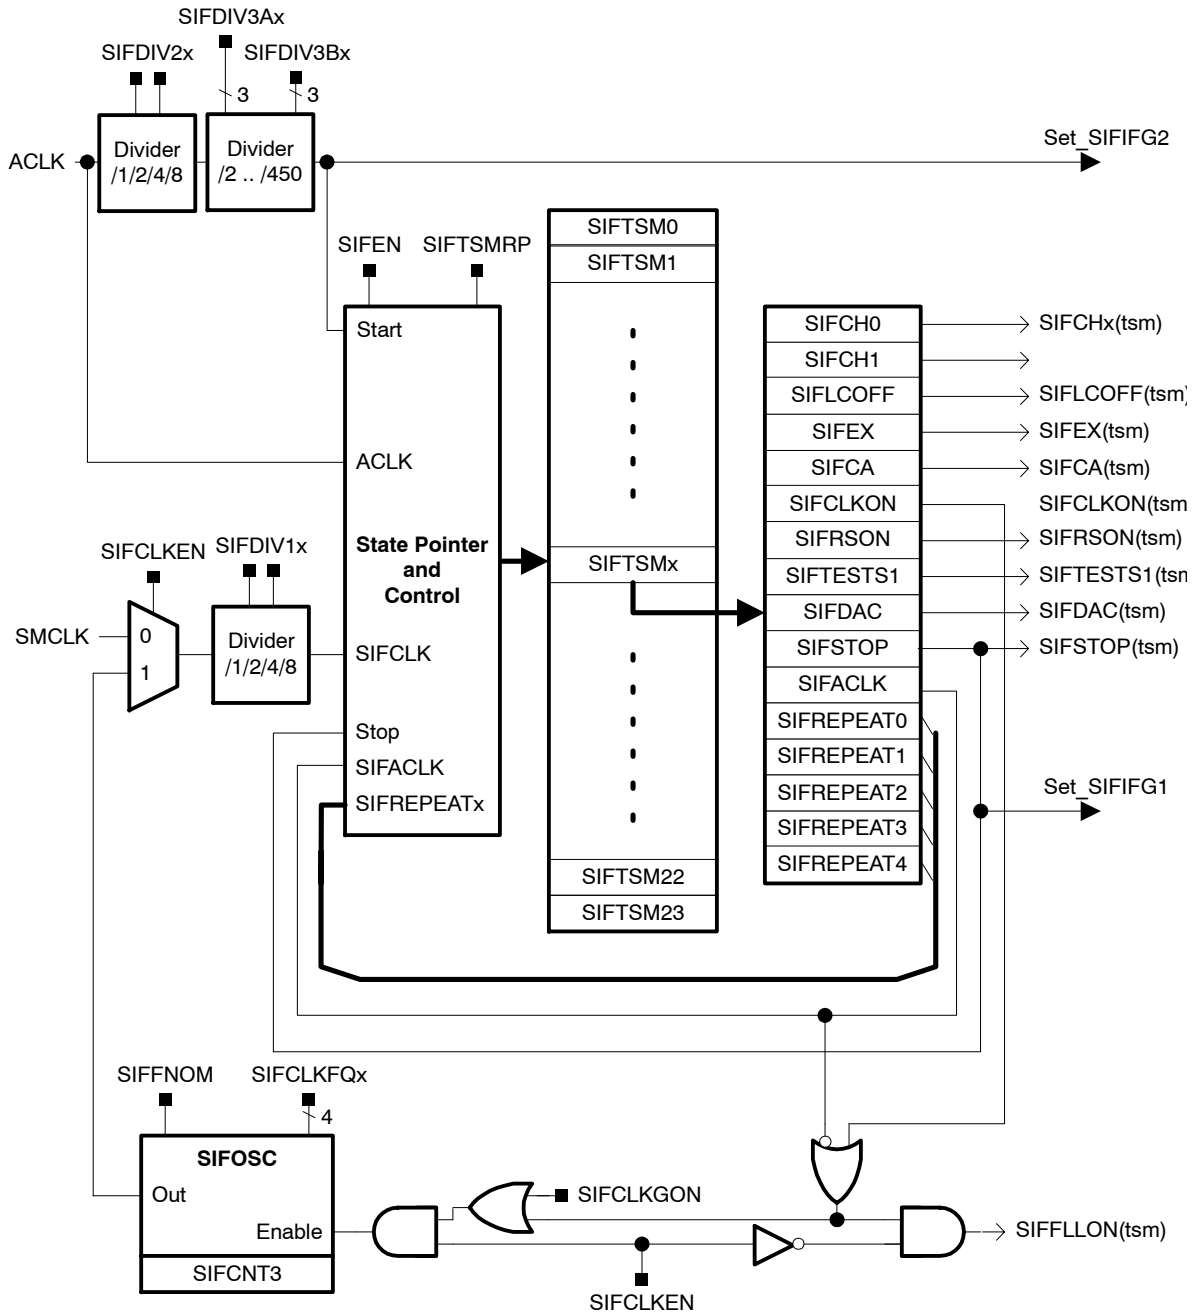 SIFDIV3Ax
SIFDIV2x
SIFDIV3Bx
3
3
ACLK
Divider
/1/2/4/8
Divider
/2 .. /450
Set_SIFIFG2
SIFEN
SIFTSMRP
SIFTSM0
SIFTSM1
Start
ACLK
State Pointer
and
Control
SIFTSMx
SIFCH0
SIFCH1
SIFLCOFF
SIFEX
SIFCA
SIFCLKON
SIFRSON
SIFTESTS1
SIFDAC
SIFSTOP
SIFACLK
SIFREPEAT0
SIFREPEAT1
SIFREPEAT2
SIFREPEAT3
SIFREPEAT4
SIFCHx(tsm)
SIFLCOFF(tsm)
SIFEX(tsm)
SIFCA(tsm)
SIFCLKON(tsm
SIFRSON(tsm)
SIFTESTS1(tsm
SIFDAC(tsm)
SIFSTOP(tsm)
Set_SIFIFG1
SIFCLKEN
SIFDIV1x
SMCLK
0
1
Divider
/1/2/4/8
SIFCLK
Stop
SIFACLK
SIFREPEATx
SIFTSM22
SIFTSM23
SIFFNOM
SIFCLKFQx
4
SIFOSC
Out
Enable
SIFCNT3
SIFCLKGON
SIFCLKEN
SIFFLLON(tsm)